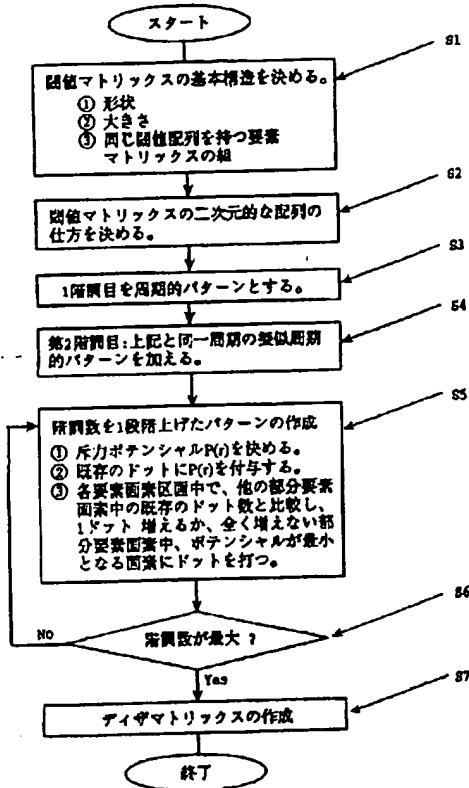 スタート
S1
閾値マトリックスの基本構造を決める。
① 形状
② 大きさ
③ 同じ閾値配列を持つ要素
マトリックスの組
S2
閾値マトリックスの二次元的な配列の
仕方を決める。
S3
1階調目を周期的パターンとする。
S4
第2階調目:上記と同一周期の擬似周期
的パターンを加える。
S5
階調数を1段階上げたパターンの作成
① 斥力ポテンシャルP(r)を決める。
② 既存のドットにP(r)を付与する。
③ 各要素画素区画中で、他の部分要素
画素中の既存のドット数と比較し、
1ドット 増えるか、全く増えない部
分要素画素中、ポテンシャルが最小
となる画素にドットを打つ。
S6
No
階調数が最大 ?
Yes
S7
ディザマトリックスの作成
終了